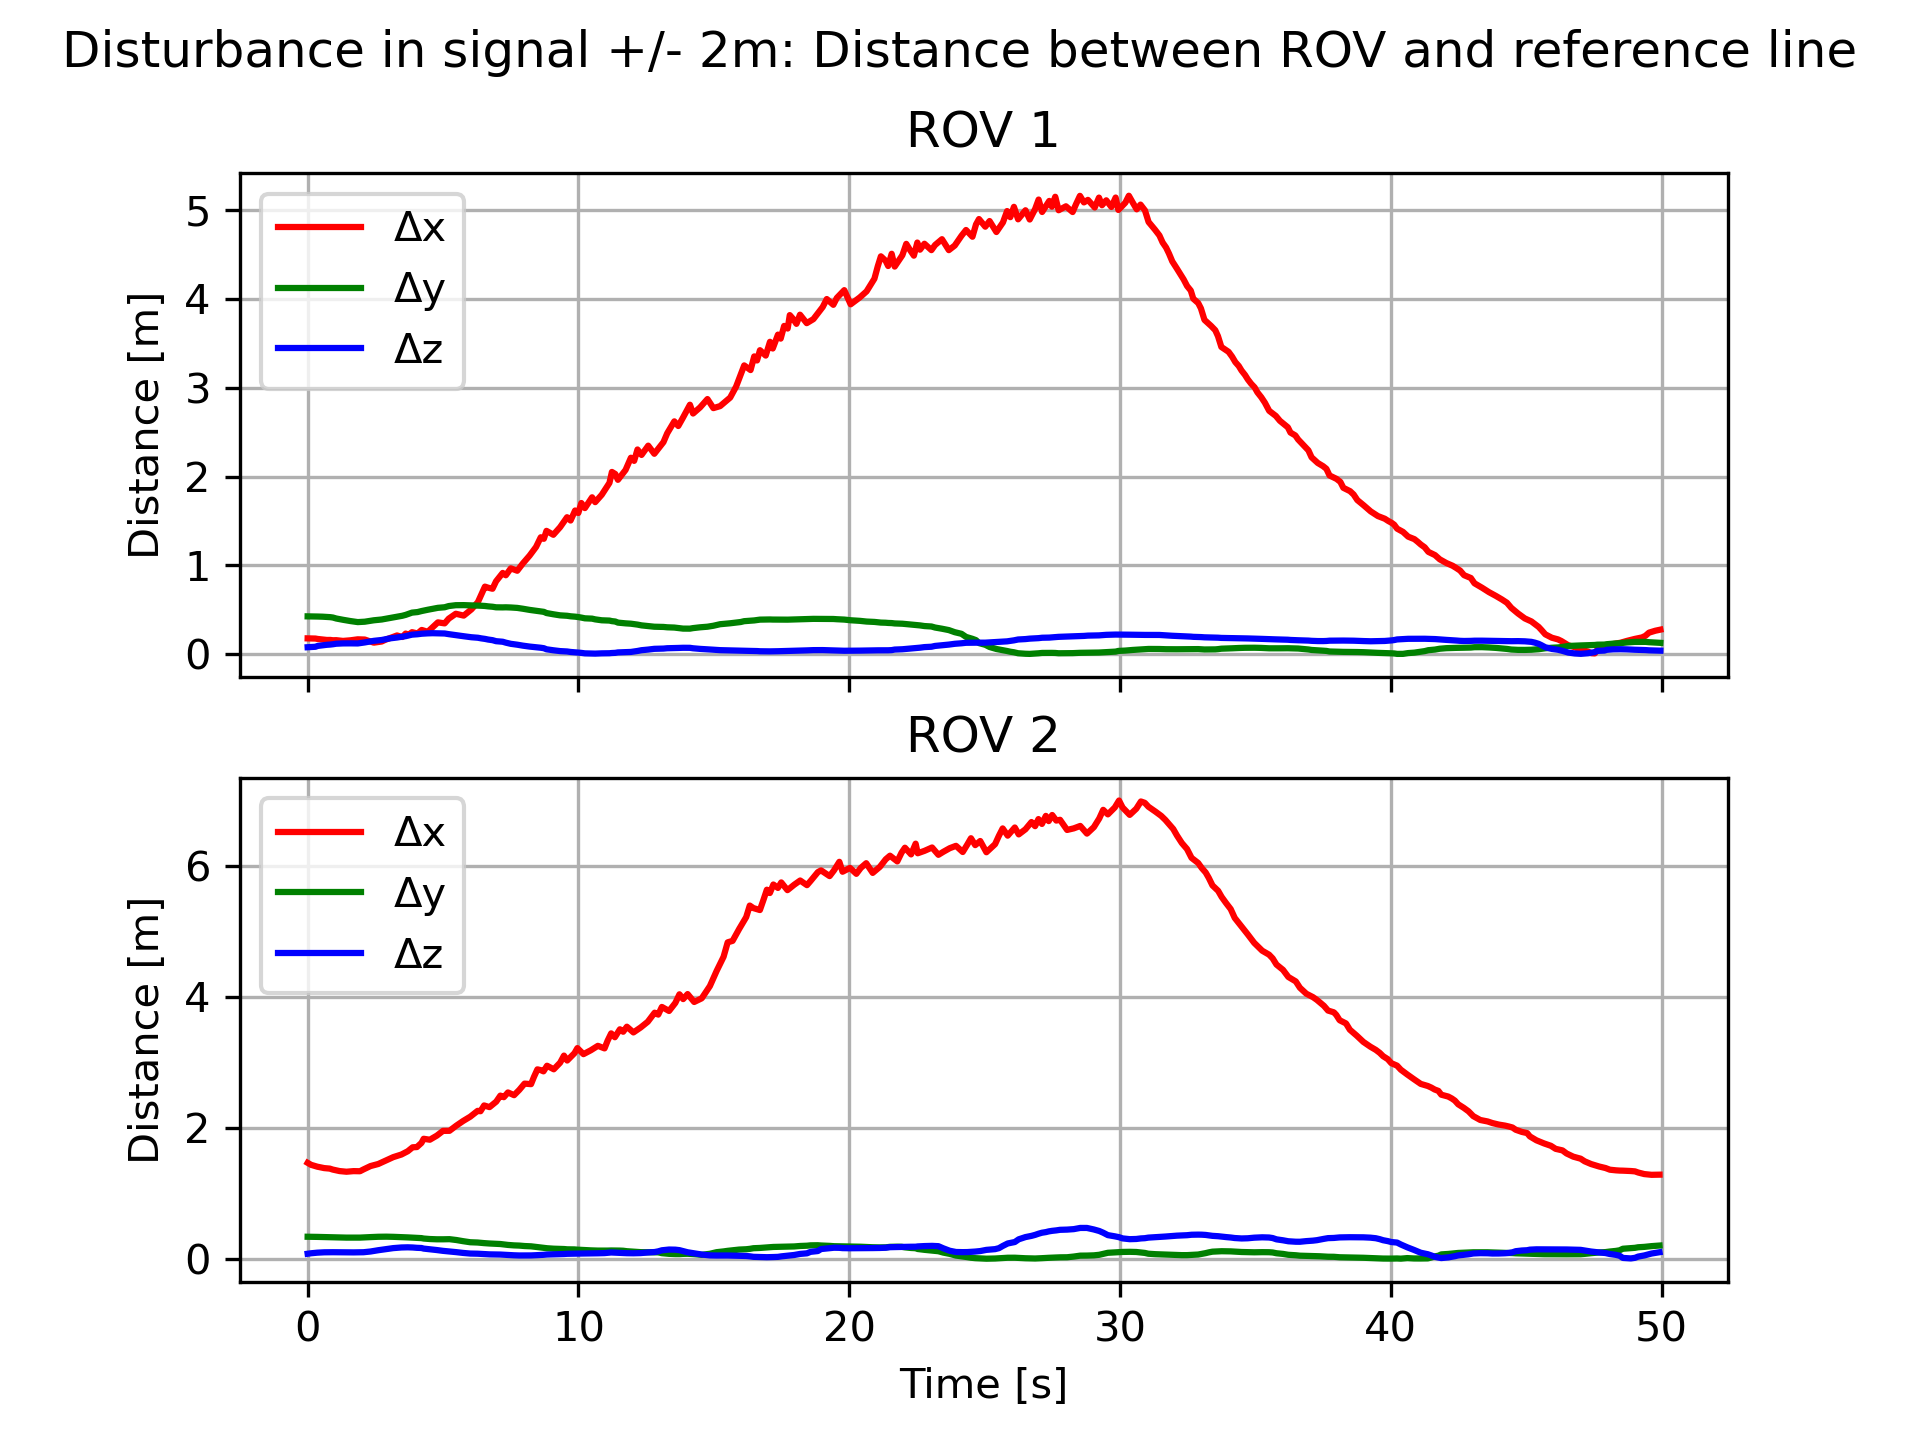 Disturbance in signal +/- 2m: Distance between ROV and reference line
ROV 1
Distance [m]
5
4
3
2
1
0
Δx
Δy
Δz
ROV 2
Distance [m]
6
4
2
0
Δx
Δy
Δz
0 10 20 30 40 50
Time [s]